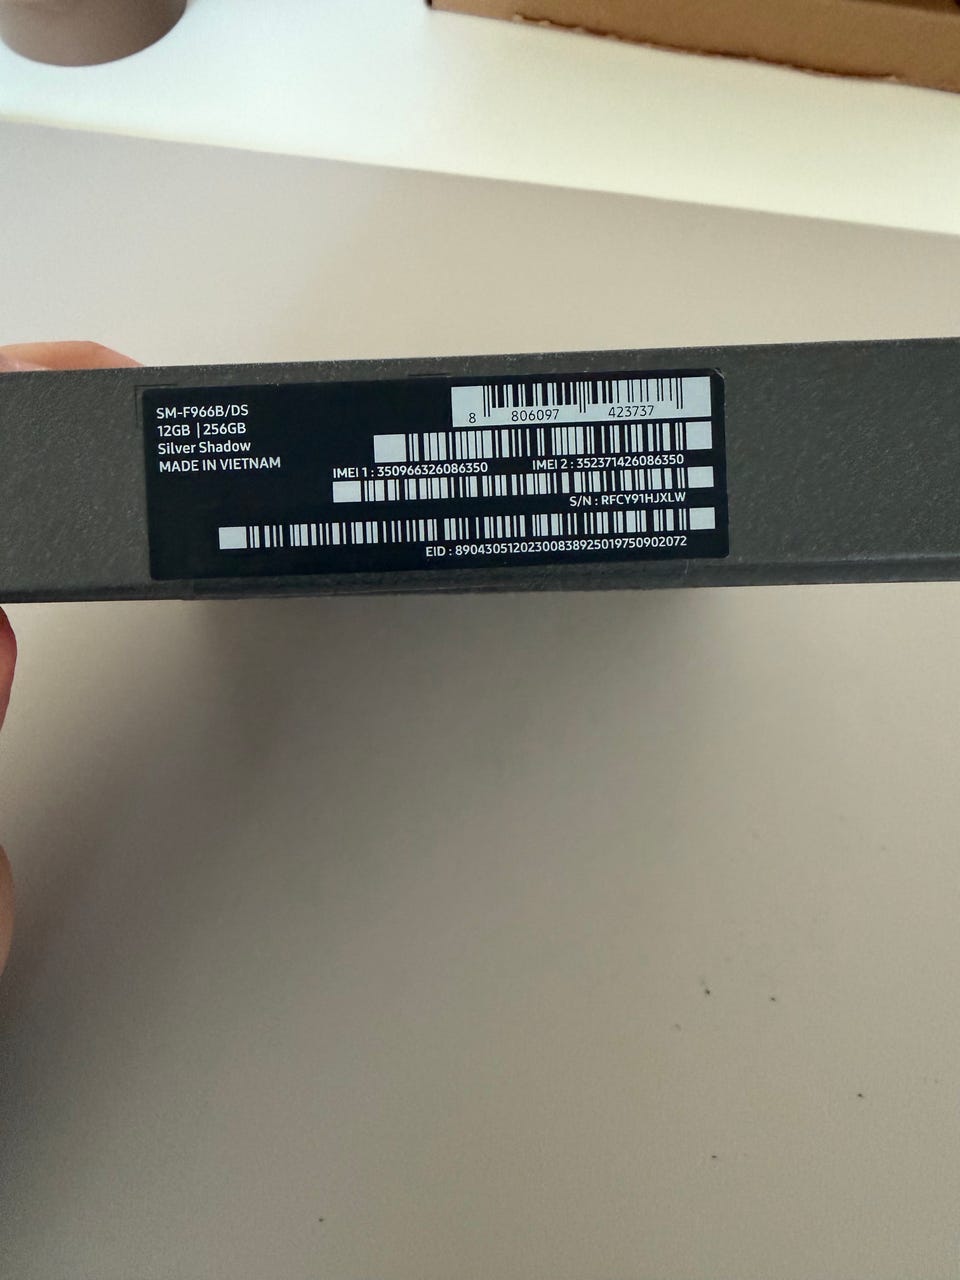 SM-F966B/DS
12GB | 256GB
Silver Shadow
MADE IN VIETNAM
8 806097 423737
IMEI 1 : 350966326086350 IMEI 2 : 352371426086350
S/N : RFCY91HJXLW
EID : 89043051202300838925019750902072